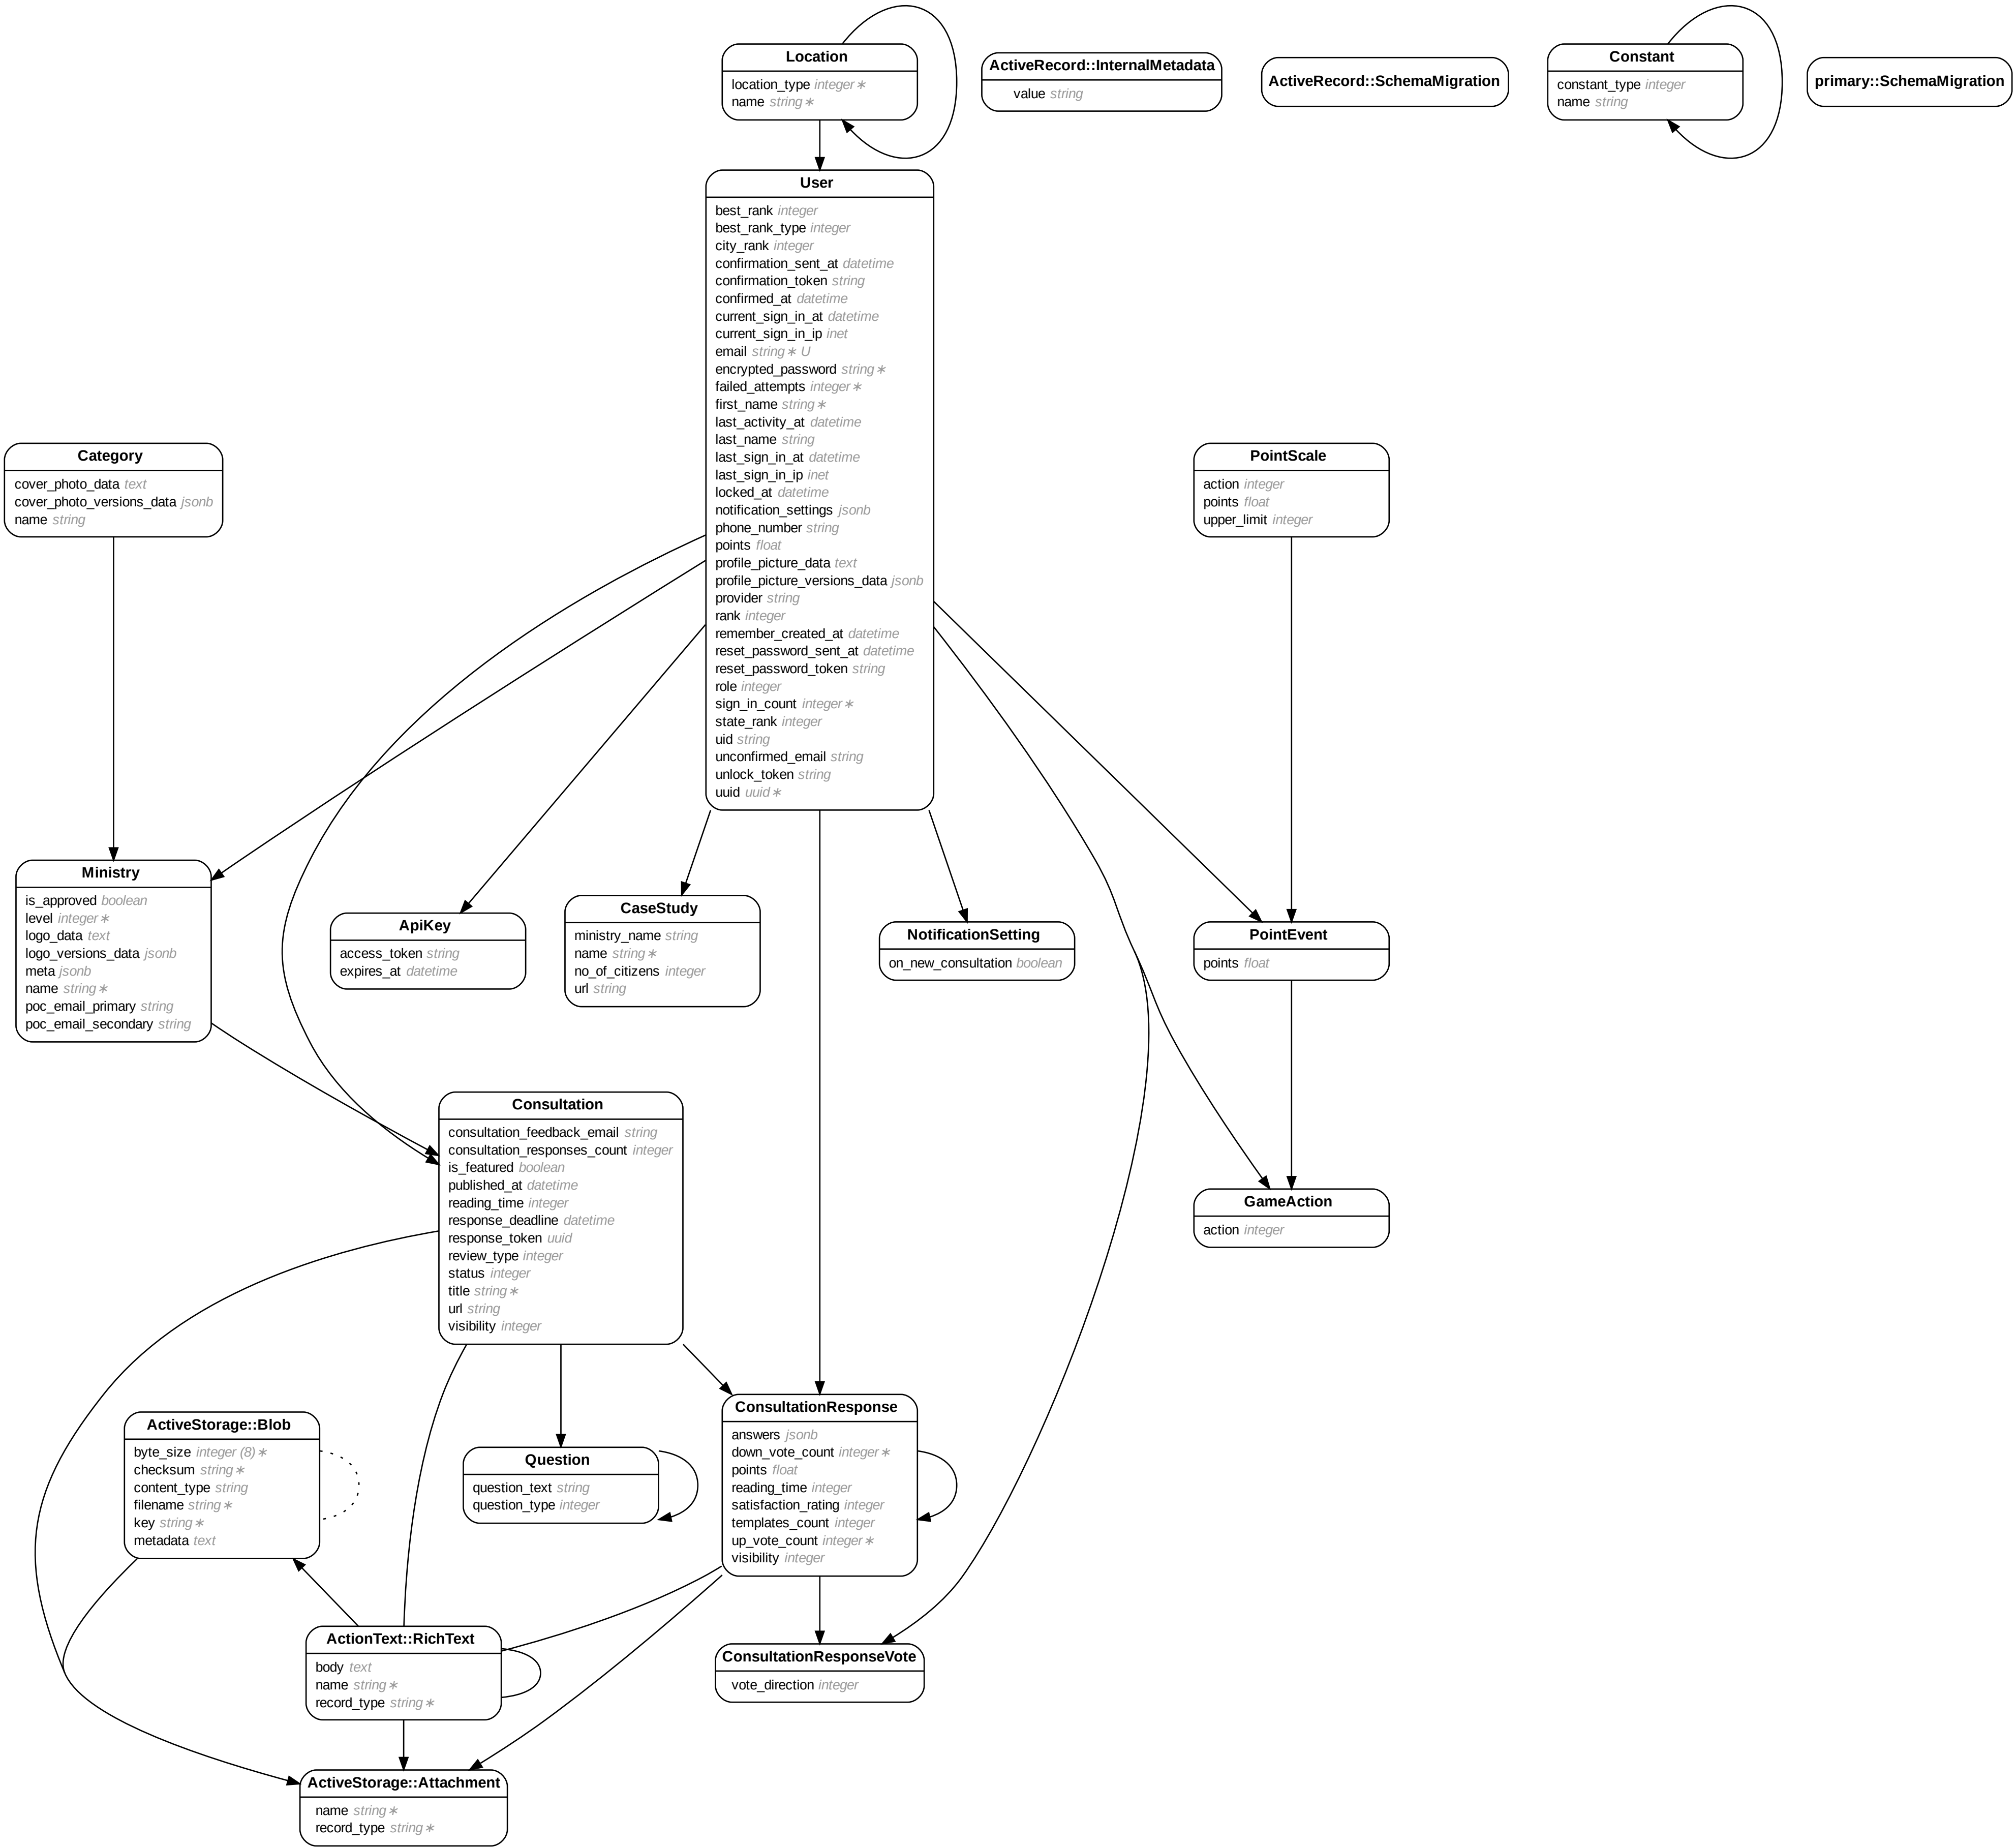 Location
location_type integer ∗
name string ∗
ActiveRecord::InternalMetadata
value string
ActiveRecord::SchemaMigration
Constant
constant_type integer
name string
primary::SchemaMigration
User
best_rank integer
best_rank_type integer
city_rank integer
confirmation_sent_at datetime
confirmation_token string
confirmed_at datetime
current_sign_in_at datetime
current_sign_in_ip inet
email string ∗ U
encrypted_password string ∗
failed_attempts integer ∗
first_name string ∗
last_activity_at datetime
last_name string
last_sign_in_at datetime
last_sign_in_ip inet
locked_at datetime
notification_settings jsonb
phone_number string
points float
profile_picture_data text
profile_picture_versions_data jsonb
provider string
rank integer
remember_created_at datetime
reset_password_sent_at datetime
reset_password_token string
role integer
sign_in_count integer ∗
state_rank integer
uid string
unconfirmed_email string
unlock_token string
uuid uuid ∗
Category
cover_photo_data text
cover_photo_versions_data jsonb
name string
PointScale
action integer
points float
upper_limit integer
Ministry
is_approved boolean
level integer ∗
logo_data text
logo_versions_data jsonb
meta jsonb
name string ∗
poc_email_primary string
poc_email_secondary string
ApiKey
access_token string
expires_at datetime
CaseStudy
ministry_name string
name string ∗
no_of_citizens integer
url string
NotificationSetting
on_new_consultation boolean
PointEvent
points float
Consultation
consultation_feedback_email string
consultation_responses_count integer
is_featured boolean
published_at datetime
reading_time integer
response_deadline datetime
response_token uuid
review_type integer
status integer
title string ∗
url string
visibility integer
GameAction
action integer
ActiveStorage::Blob
byte_size integer (8) ∗
checksum string ∗
content_type string
filename string ∗
key string ∗
metadata text
Question
question_text string
question_type integer
ConsultationResponse
answers jsonb
down_vote_count integer ∗
points float
reading_time integer
satisfaction_rating integer
templates_count integer
up_vote_count integer ∗
visibility integer
ActionText::RichText
body text
name string ∗
record_type string ∗
ConsultationResponseVote
vote_direction integer
ActiveStorage::Attachment
name string ∗
record_type string ∗